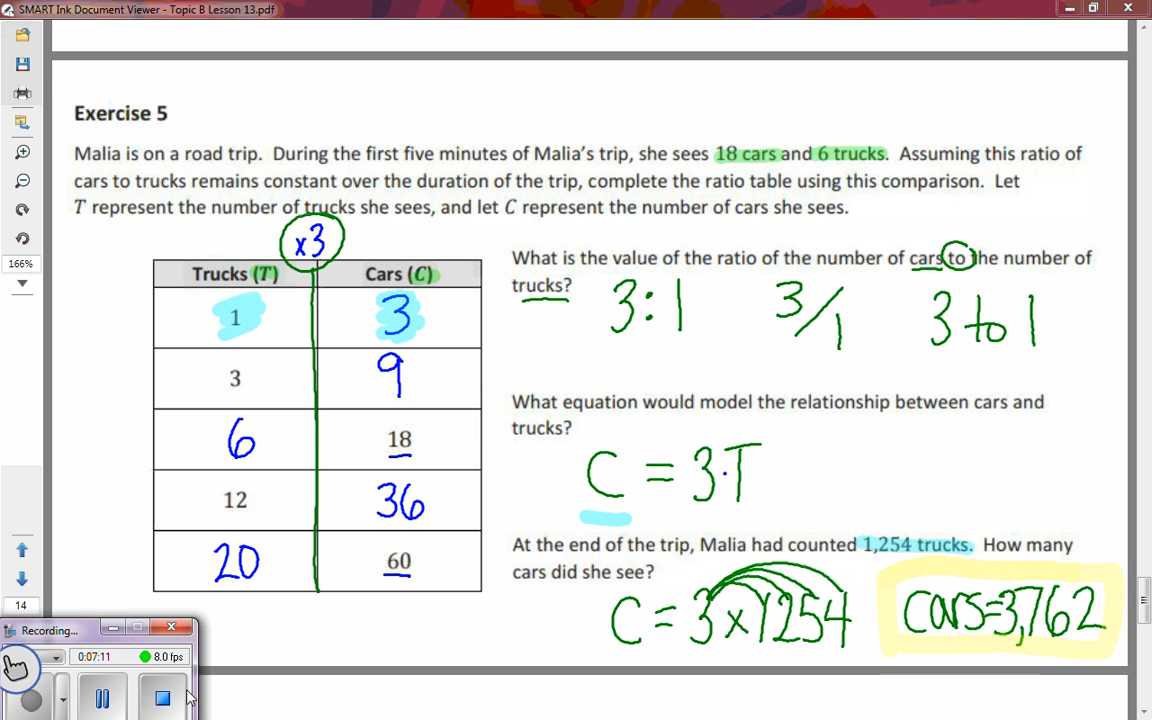 SMART Ink Document Viewer - Topic B Lesson 13.pdf
Exercise 5
Malia is on a road trip. During the first five minutes of Malia's trip, she sees 18 cars and 6 trucks. Assuming this ratio of
cars to trucks remains constant over the duration of the trip, complete the ratio table using this comparison. Let
T represent the number of trucks she sees, and let C represent the number of cars she sees.
x3
Trucks (T) Cars (C)
1 3
3 9
6 18
12 36
20 60
What is the value of the ratio of the number of cars to the number of
trucks? 3:1 3/1 3 to 1
What equation would model the relationship between cars and
trucks?
C = 3·T
At the end of the trip, Malia had counted 1,254 trucks. How many
cars did she see?
C = 3 x 1254 cars=3,762
166%
14
Recording...
0:07:11 8.0 fps